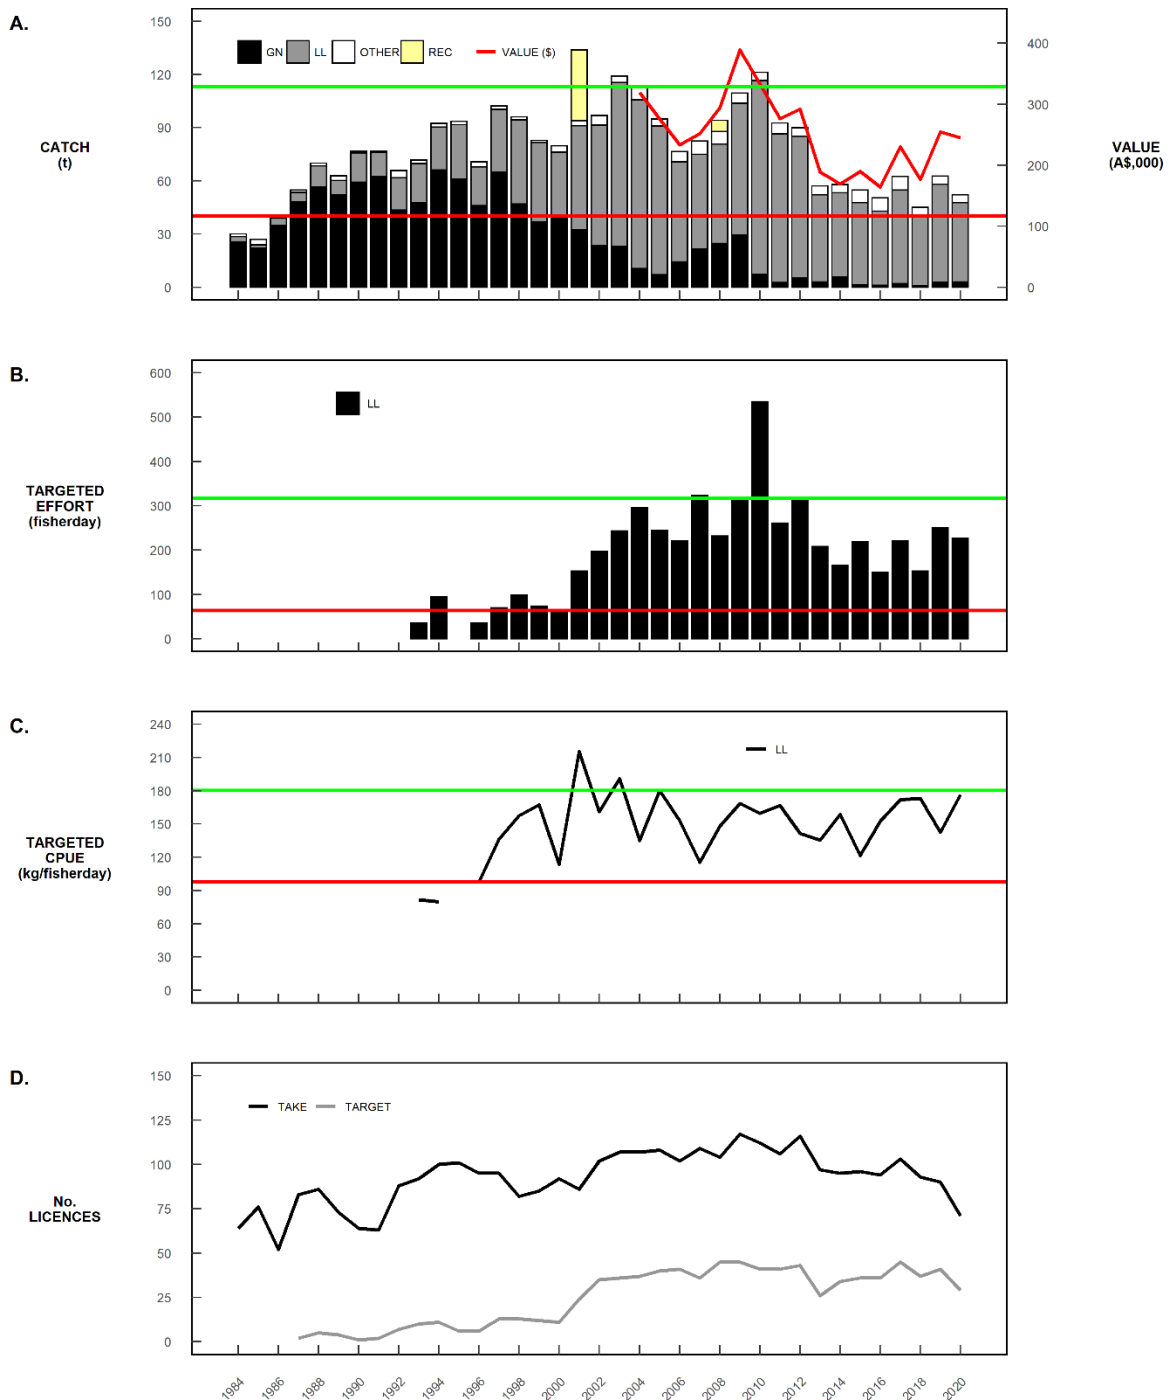 A.
CATCH
(t)
150
120
90
60
30
0
GN LL OTHER REC VALUE ($)
400
300
200
100
0
VALUE
(A$,000)
B.
TARGETED
EFFORT
(fisherday)
600
500
400
300
200
100
0
LL
C.
TARGETED
CPUE
(kg/fisherday)
240
210
180
150
120
90
60
30
0
LL
D.
No.
LICENCES
150
125
100
75
50
25
0
TAKE TARGET
1984 1986 1988 1990 1992 1994 1996 1998 2000 2002 2004 2006 2008 2010 2012 2014 2016 2018 2020